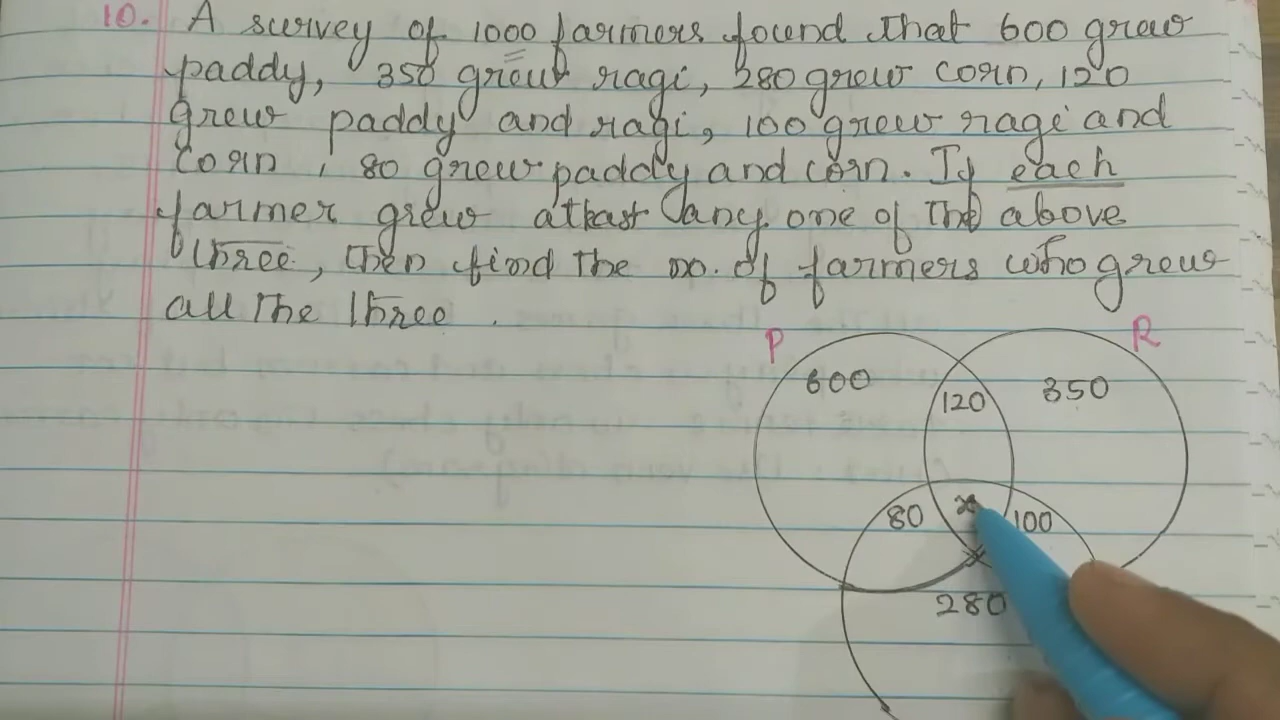 10. A survey of 1000 farmers found that 600 grew
paddy, 350 grew ragi, 280 grew corn, 120
grew paddy and ragi, 100 grew ragi and
corn, 80 grew paddy and corn. If each
farmer grew atleast any one of the above
three, then find the no. of farmers who grew
all the three.
P R
600 120 350
80 x 100
280